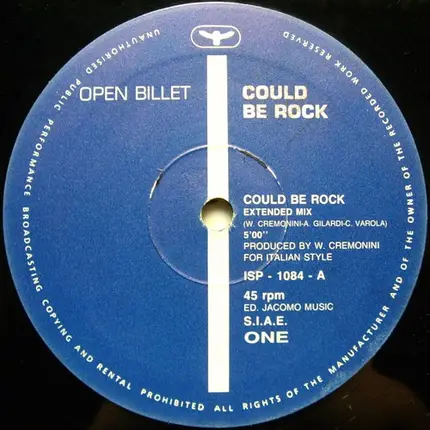 UNAUTHORISED PUBLIC PERFORMANCE BROADCASTING COPYING AND RENTAL PROHIBITED ALL RIGHTS OF THE MANUFACTURER AND OF THE OWNER OF THE RECORDED WORK RESERVED
OPEN BILLET
COULD
BE ROCK
COULD BE ROCK
EXTENDED MIX
(W. CREMONINI-A. GILARDI-C. VAROLA)
5'00"
PRODUCED BY W. CREMONINI
FOR ITALIAN STYLE
ISP - 1084 - A
45 rpm
ED. JACOMO MUSIC
S.I.A.E.
ONE